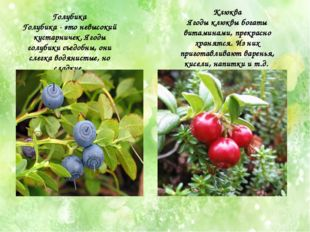 Голубика
Голубика - это невысокий
кустарничек. Ягоды
голубики съедобны, они
слегка водянистые, но
сладкие
Клюква
Ягоды клюквы богаты
витаминами, прекрасно
хранятся. Из них
приготавливают варенья,
кисели, напитки и т.д.